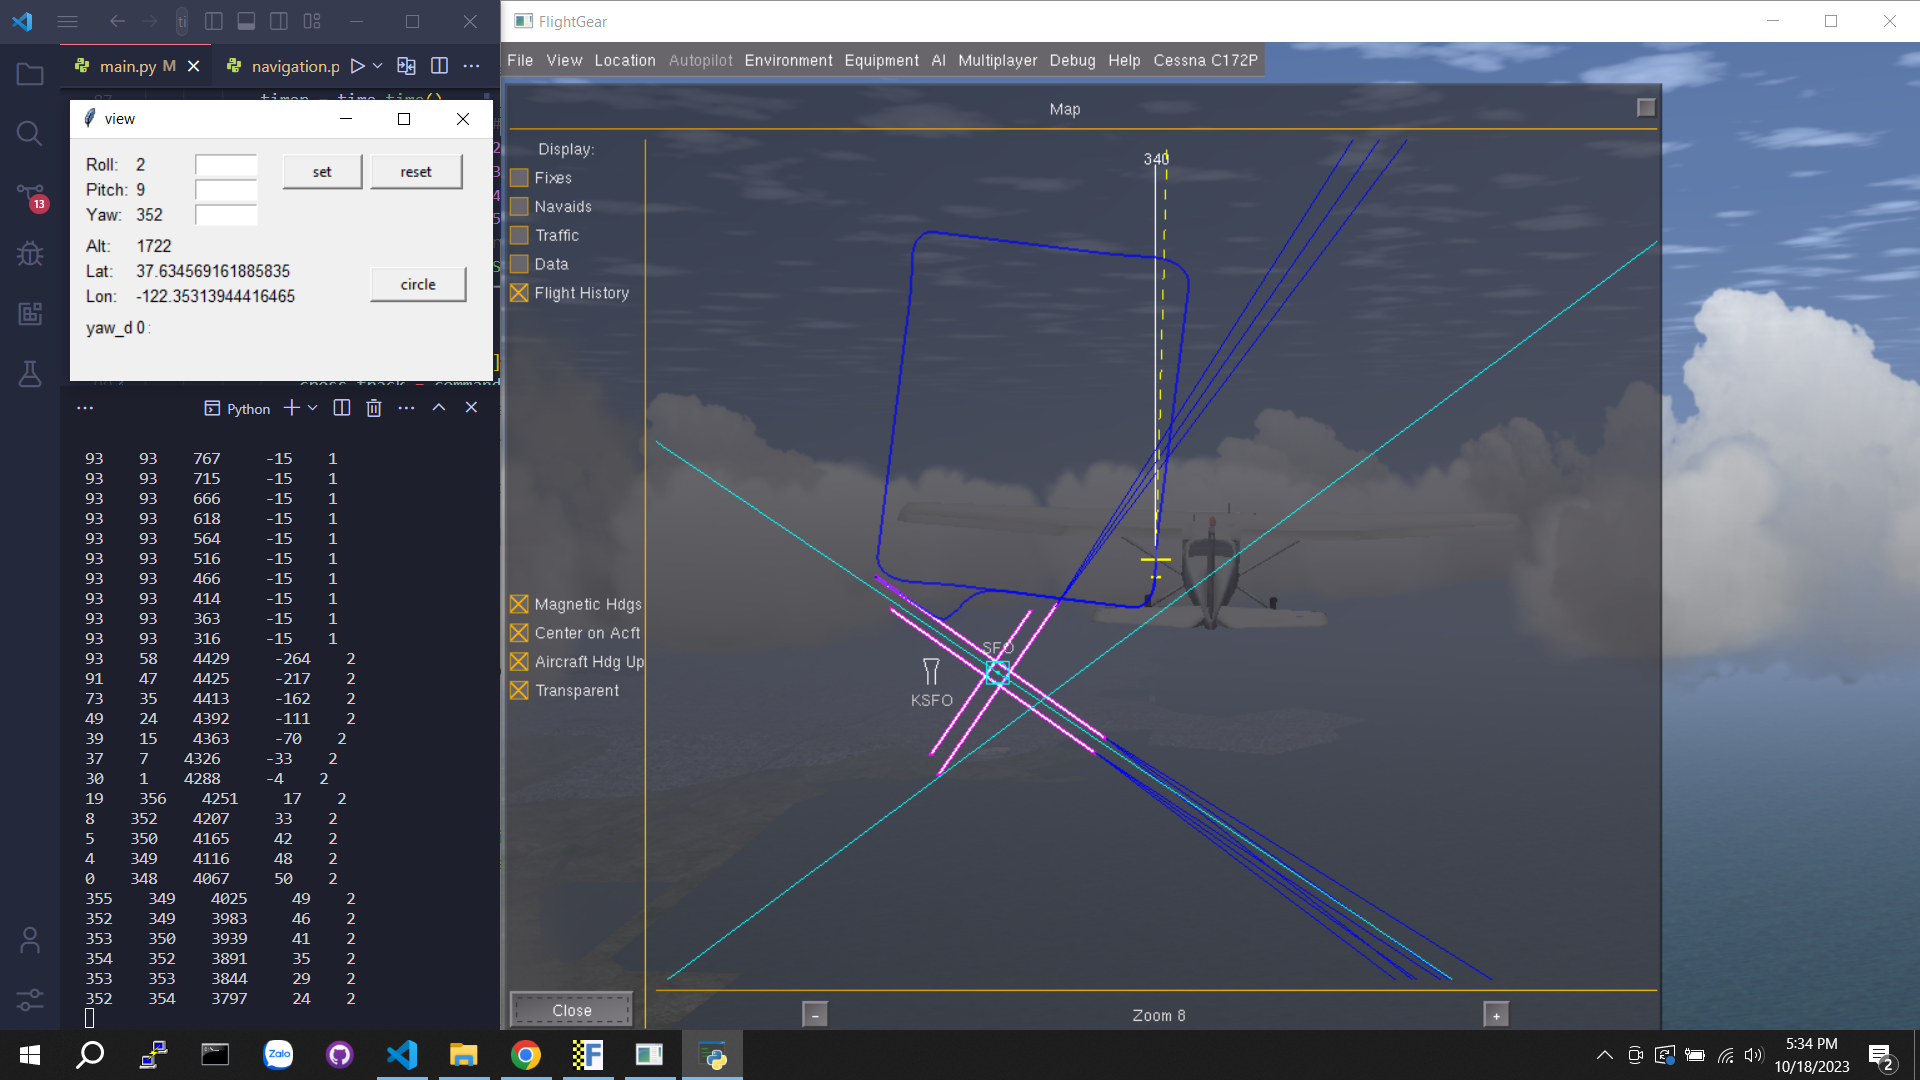 ti
main.py M
navigation.p
13
view
Roll: 2
Pitch: 9
Yaw: 352
set
reset
Alt: 1722
Lat: 37.634569161885835
Lon: -122.35313944416465
circle
yaw_d 0 :
Python
93 93 767 -15 1
93 93 715 -15 1
93 93 666 -15 1
93 93 618 -15 1
93 93 564 -15 1
93 93 516 -15 1
93 93 466 -15 1
93 93 414 -15 1
93 93 363 -15 1
93 93 316 -15 1
93 58 4429 -264 2
91 47 4425 -217 2
73 35 4413 -162 2
49 24 4392 -111 2
39 15 4363 -70 2
37 7 4326 -33 2
30 1 4288 -4 2
19 356 4251 17 2
8 352 4207 33 2
5 350 4165 42 2
4 349 4116 48 2
0 348 4067 50 2
355 349 4025 49 2
352 349 3983 46 2
353 350 3939 41 2
354 352 3891 35 2
353 353 3844 29 2
352 354 3797 24 2
FlightGear
File View Location Autopilot Environment Equipment AI Multiplayer Debug Help Cessna C172P
Map
Display:
Fixes
Navaids
Traffic
Data
Flight History
Magnetic Hdgs
Center on Acft
Aircraft Hdg Up
Transparent
340
SFO
KSFO
Close
-
Zoom 8
+
Zalo
F
5:34 PM
10/18/2023
2